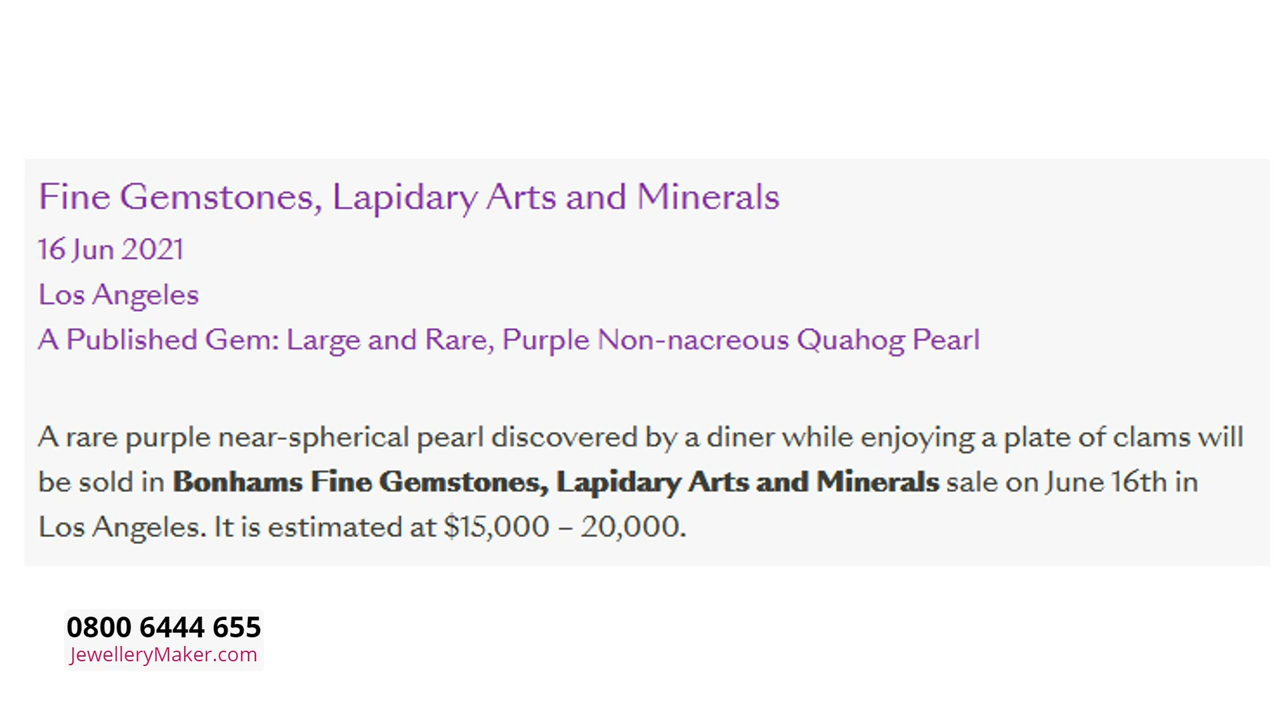 Fine Gemstones, Lapidary Arts and Minerals
16 Jun 2021
Los Angeles
A Published Gem: Large and Rare, Purple Non-nacreous Quahog Pearl
A rare purple near-spherical pearl discovered by a diner while enjoying a plate of clams will
be sold in Bonhams Fine Gemstones, Lapidary Arts and Minerals sale on June 16th in
Los Angeles. It is estimated at $15,000 – 20,000.
0800 6444 655
JewelleryMaker.com